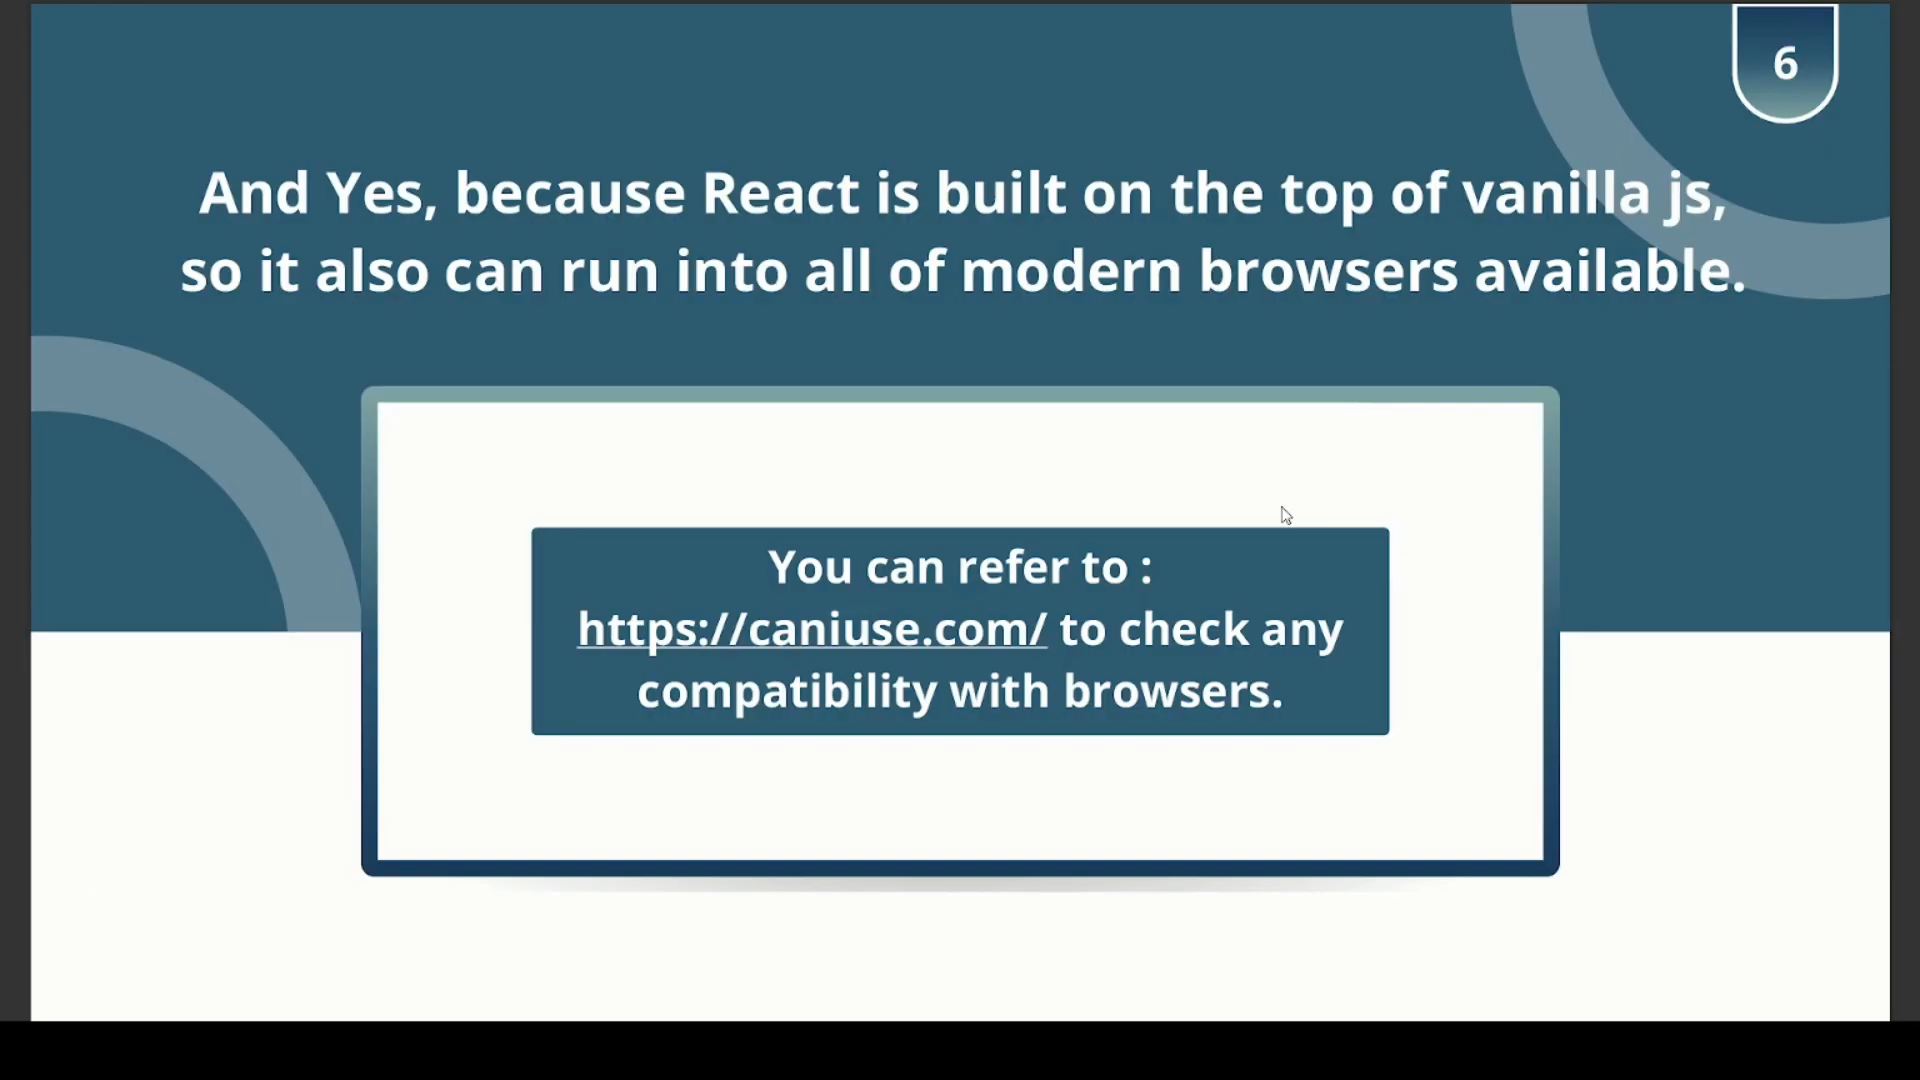 6
And Yes, because React is built on the top of vanilla js,
so it also can run into all of modern browsers available.
You can refer to :
https://caniuse.com/ to check any
compatibility with browsers.